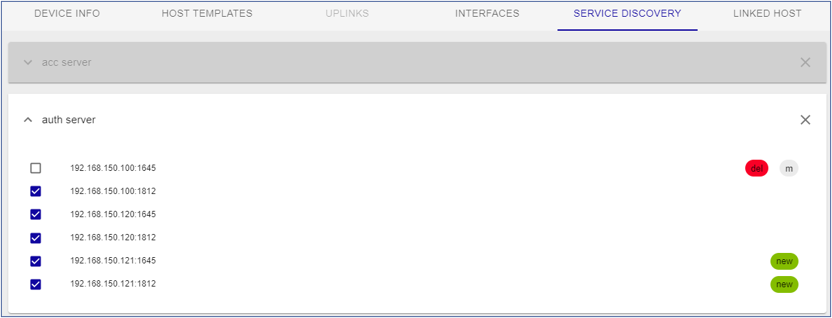 DEVICE INFO HOST TEMPLATES UPLINKS INTERFACES SERVICE DISCOVERY LINKED HOST
acc server
auth server
192.168.150.100:1645 del m
192.168.150.100:1812
192.168.150.120:1645
192.168.150.120:1812
192.168.150.121:1645 new
192.168.150.121:1812 new